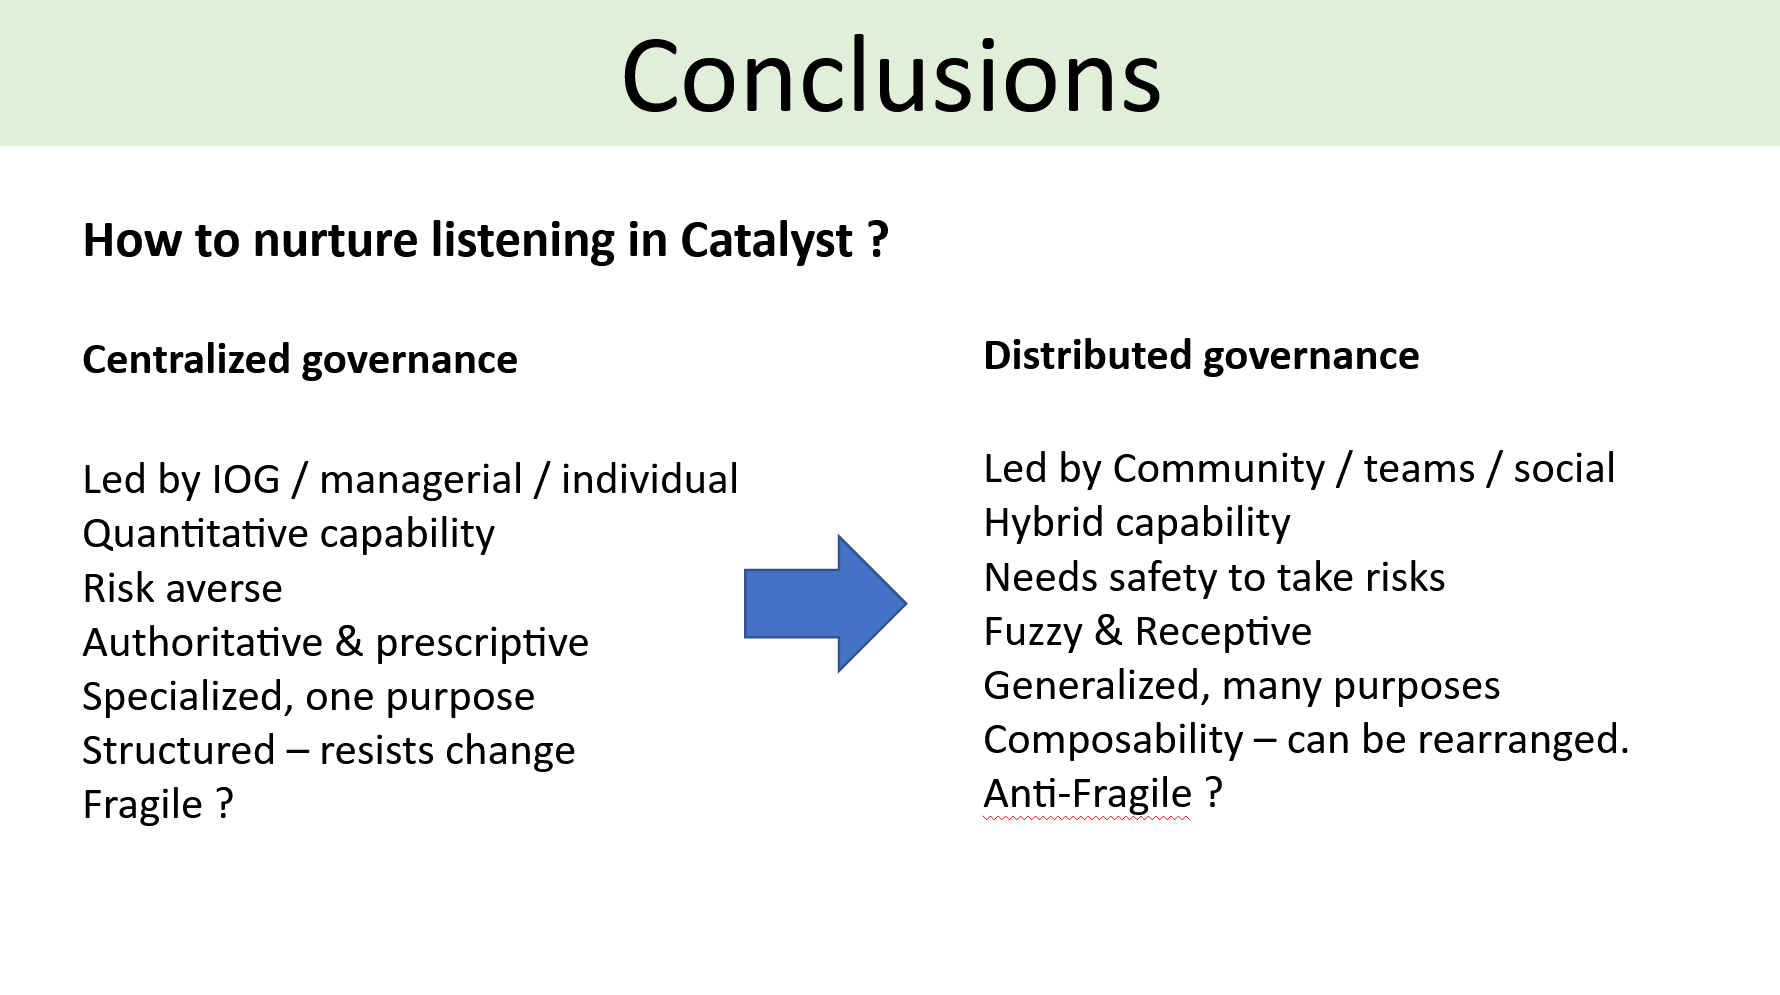 Conclusions
How to nurture listening in Catalyst ?
Centralized governance
Led by IOG / managerial / individual
Quantitative capability
Risk averse
Authoritative & prescriptive
Specialized, one purpose
Structured – resists change
Fragile ?
Distributed governance
Led by Community / teams / social
Hybrid capability
Needs safety to take risks
Fuzzy & Receptive
Generalized, many purposes
Composability – can be rearranged.
Anti-Fragile ?